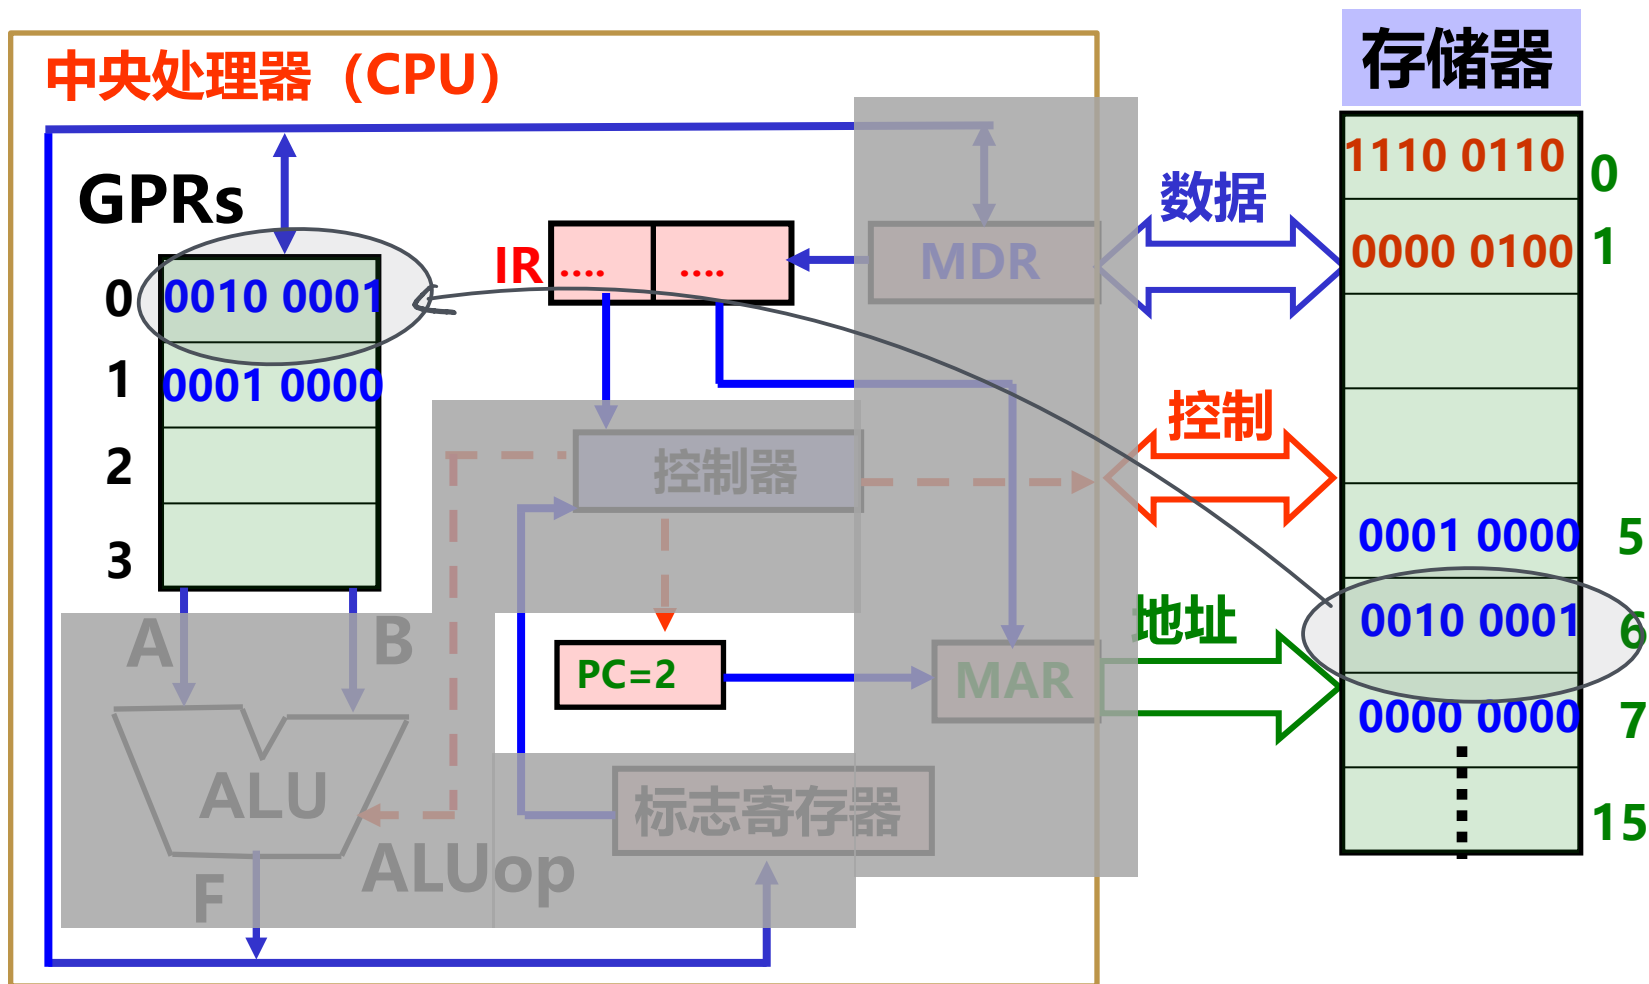 中央处理器（CPU）
存储器
GPRs
0
0010 0001
1
0001 0000
2
3
IR
....
....
MDR
数据
1110 0110
0
0000 0100
1
控制器
控制
0001 0000
5
0010 0001
6
0000 0000
7
15
地址
A
B
PC=2
MAR
ALU
标志寄存器
ALUop
F